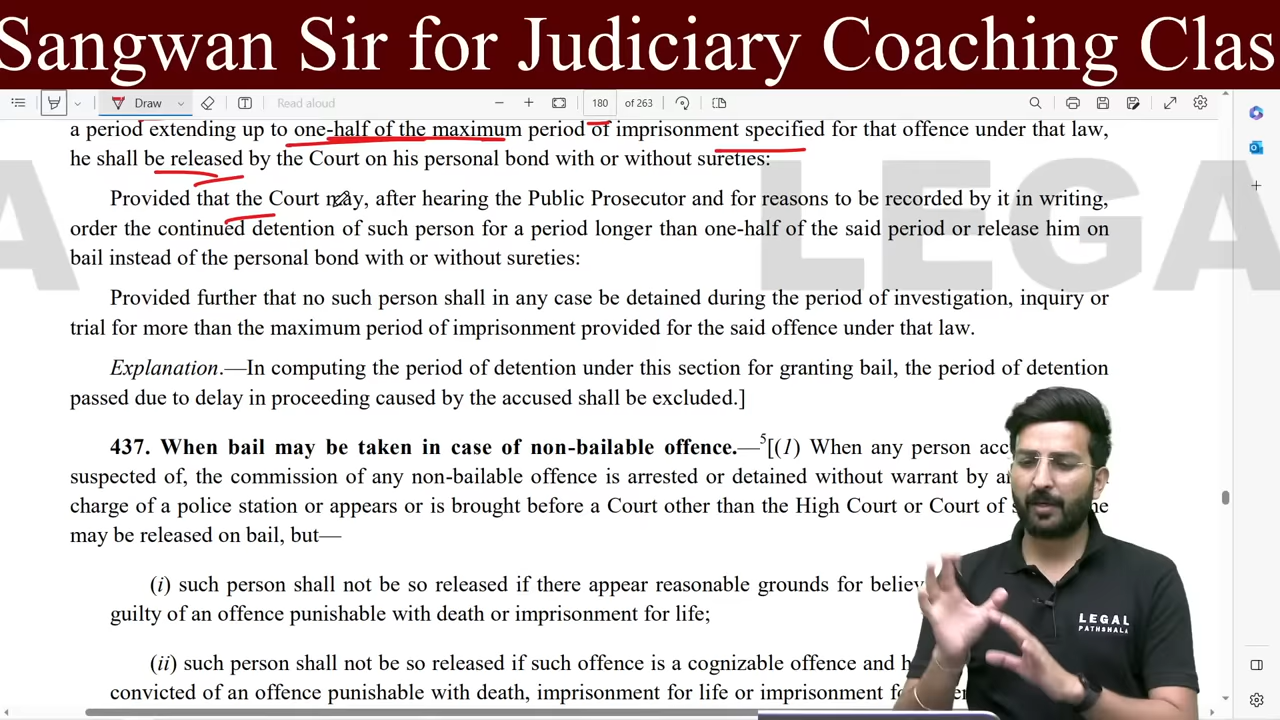 Sangwan Sir for Judiciary Coaching Clas
Draw Read aloud 180 of 263
a period extending up to one-half of the maximum period of imprisonment specified for that offence under that law,
he shall be released by the Court on his personal bond with or without sureties:
Provided that the Court may, after hearing the Public Prosecutor and for reasons to be recorded by it in writing,
order the continued detention of such person for a period longer than one-half of the said period or release him on
bail instead of the personal bond with or without sureties:
Provided further that no such person shall in any case be detained during the period of investigation, inquiry or
trial for more than the maximum period of imprisonment provided for the said offence under that law.
Explanation.—In computing the period of detention under this section for granting bail, the period of detention
passed due to delay in proceeding caused by the accused shall be excluded.]
437. When bail may be taken in case of non-bailable offence.—5[(1) When any person acc
suspected of, the commission of any non-bailable offence is arrested or detained without warrant by a
charge of a police station or appears or is brought before a Court other than the High Court or Court of
may be released on bail, but—
(i) such person shall not be so released if there appear reasonable grounds for believ
guilty of an offence punishable with death or imprisonment for life;
(ii) such person shall not be so released if such offence is a cognizable offence and h
convicted of an offence punishable with death, imprisonment for life or imprisonment f
LEGA
LEGAL
PATHSHALA